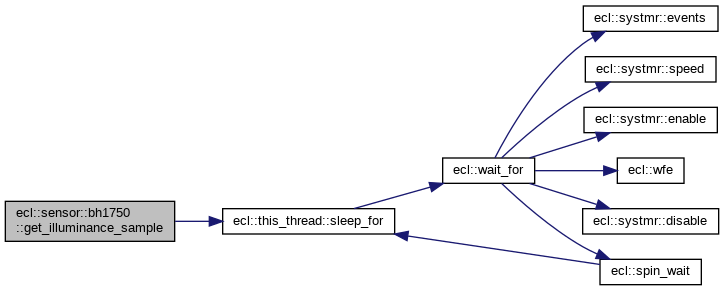 ecl::sensor::bh1750
::get_illuminance_sample
ecl::this_thread::sleep_for
ecl::wait_for
ecl::systmr::events
ecl::systmr::speed
ecl::systmr::enable
ecl::wfe
ecl::systmr::disable
ecl::spin_wait